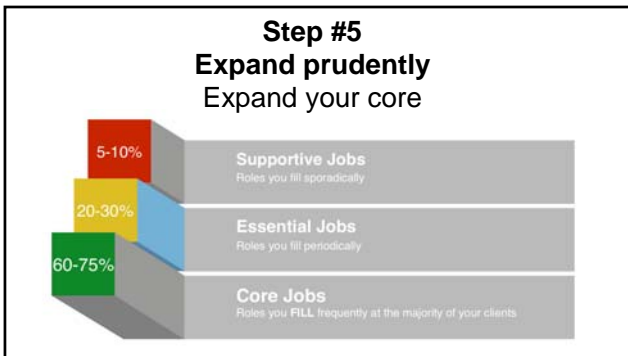 Step #5
Expand prudently
Expand your core
5-10%
Supportive Jobs
Roles you fill sporadically
20-30%
Essential Jobs
Roles you fill periodically
60-75%
Core Jobs
Roles you FILL frequently at the majority of your clients